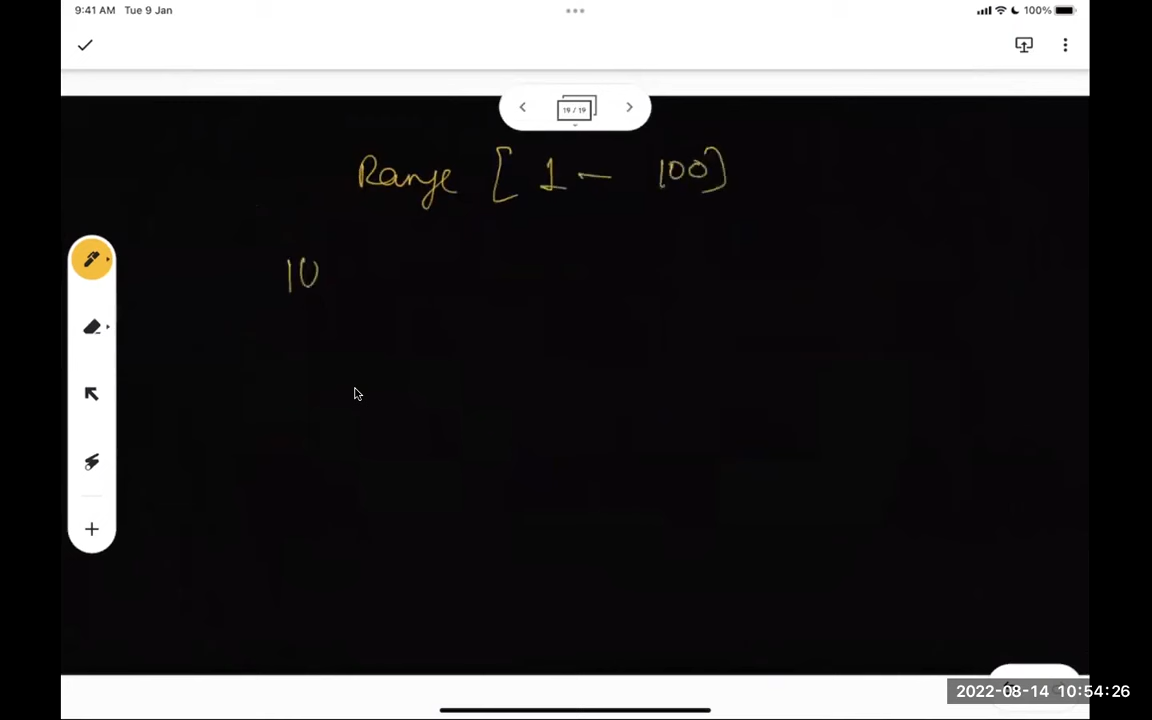 9:41 AM Tue 9 Jan 100%
19 / 19
Range [ 1 — 100]
10
2022-08-14 10:54:26